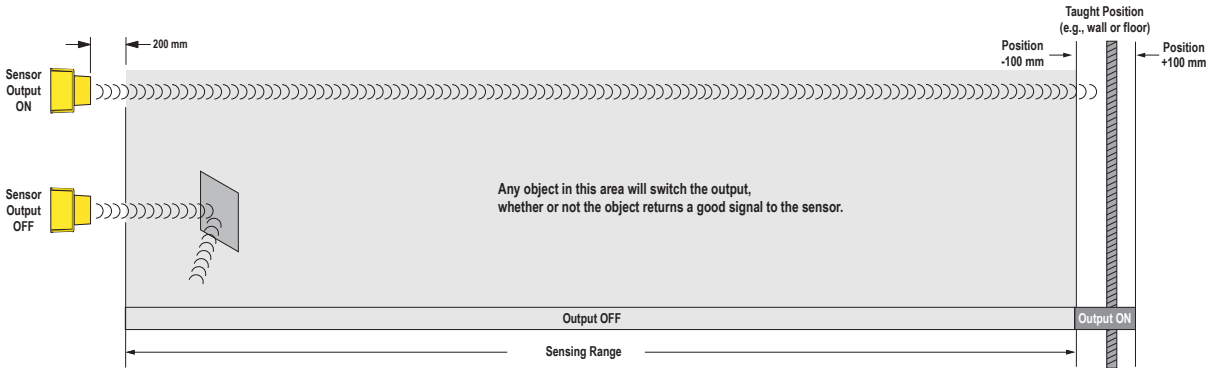 Taught Position
(e.g., wall or floor)
200 mm
Position
-100 mm
Position
+100 mm
Sensor
Output
ON
Sensor
Output
OFF
Any object in this area will switch the output,
whether or not the object returns a good signal to the sensor.
Output OFF
Output ON
Sensing Range